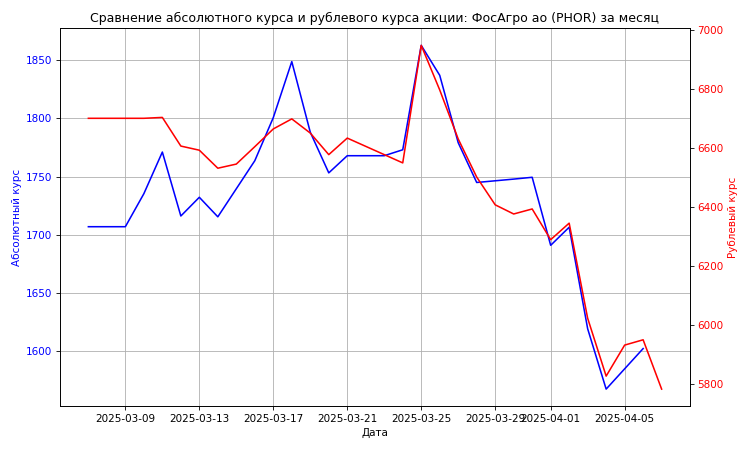 Сравнение абсолютного курса и рублевого курса акции: ФосАгро ао (PHOR) за месяц
7000
1850
6800
1800
6600
1750
6400
1700
6200
1650
6000
1600
5800
Абсолютный курс
Рублевый курс
2025-03-09 2025-03-13 2025-03-17 2025-03-21 2025-03-25 2025-03-29 2025-04-01 2025-04-05
Дата